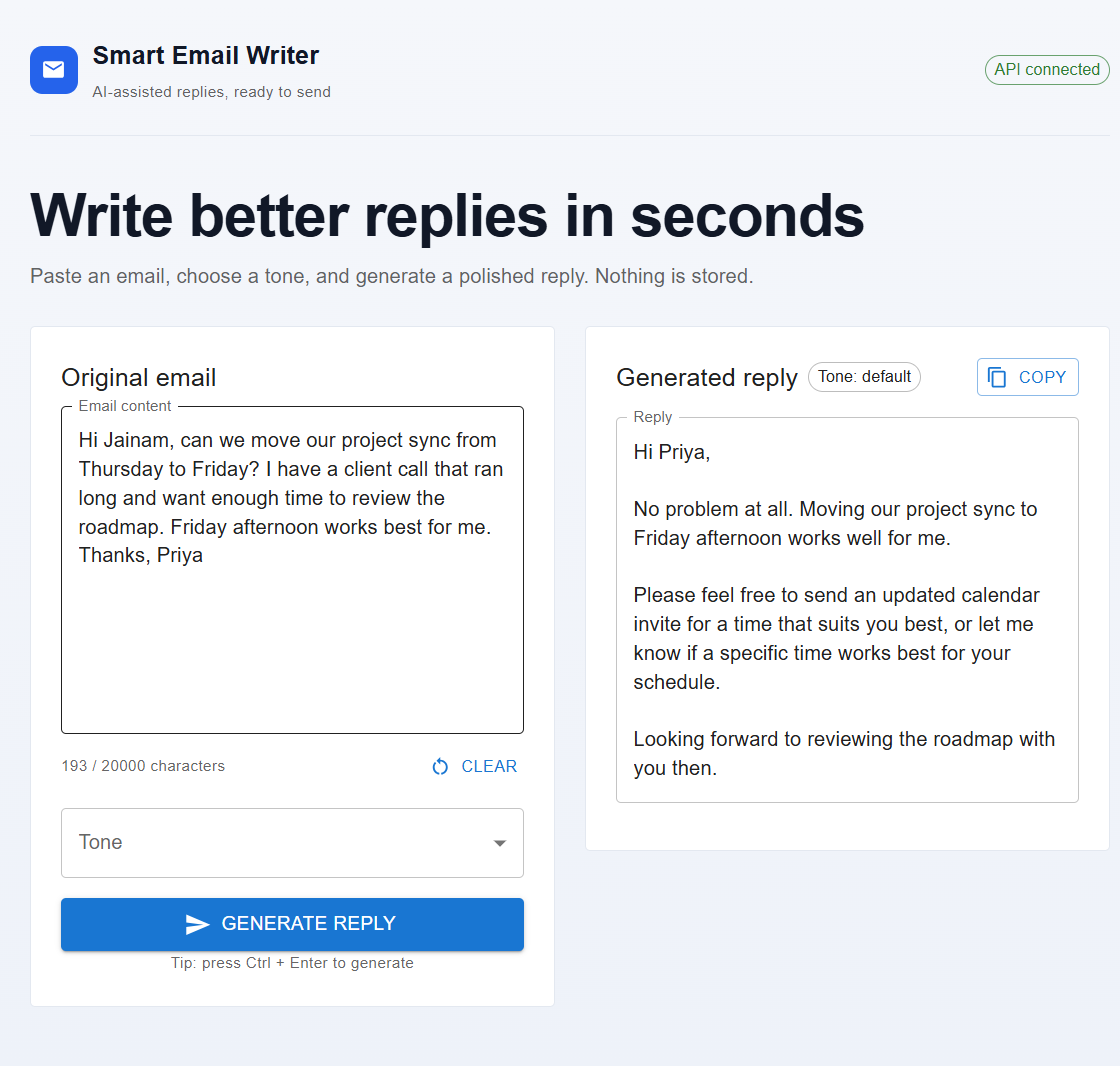 Smart Email Writer
AI-assisted replies, ready to send
API connected
Write better replies in seconds
Paste an email, choose a tone, and generate a polished reply. Nothing is stored.
Original email
Email content
Hi Jainam, can we move our project sync from
Thursday to Friday? I have a client call that ran
long and want enough time to review the
roadmap. Friday afternoon works best for me.
Thanks, Priya
193 / 20000 characters
CLEAR
Tone
GENERATE REPLY
Tip: press Ctrl + Enter to generate
Generated reply
Tone: default
COPY
Reply
Hi Priya,
No problem at all. Moving our project sync to
Friday afternoon works well for me.
Please feel free to send an updated calendar
invite for a time that suits you best, or let me
know if a specific time works best for your
schedule.
Looking forward to reviewing the roadmap with
you then.